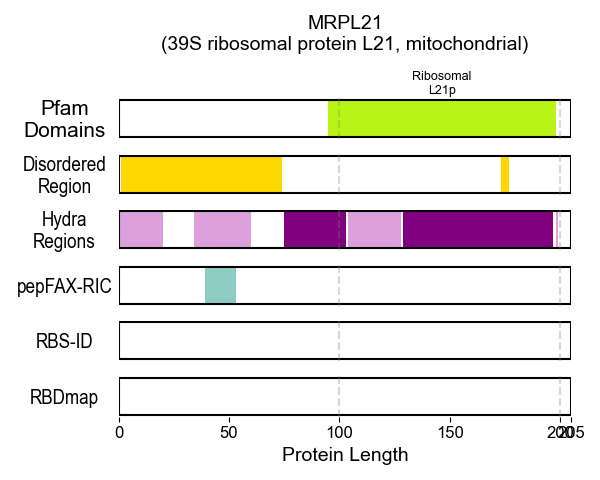 MRPL21
(39S ribosomal protein L21, mitochondrial)
Ribosomal
L21p
Pfam
Domains
Disordered
Region
Hydra
Regions
pepFAX-RIC
RBS-ID
RBDmap
0 50 100 150 200 205
Protein Length